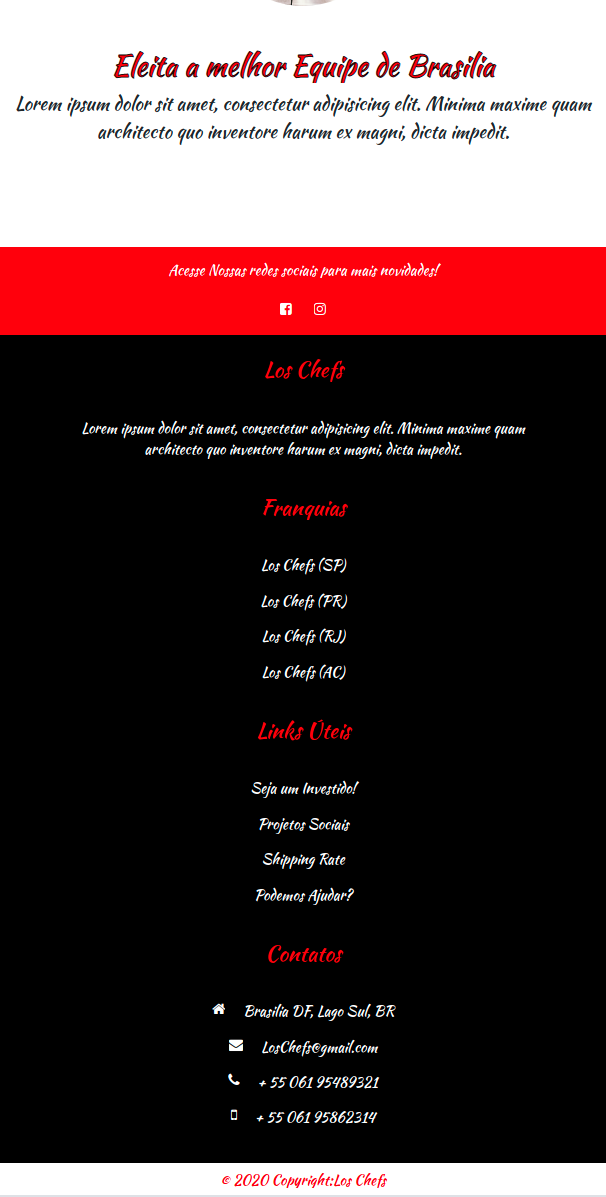 Eleita a melhor Equipe de Brasilia
Lorem ipsum dolor sit amet, consectetur adipisicing elit. Minima maxime quam
architecto quo inventore harum ex magni, dicta impedit.
Acesse Nossas redes sociais para mais novidades!
Los Chefs
Lorem ipsum dolor sit amet, consectetur adipisicing elit. Minima maxime quam
architecto quo inventore harum ex magni, dicta impedit.
Franquias
Los Chefs (SP)
Los Chefs (PR)
Los Chefs (RJ)
Los Chefs (AC)
Links Úteis
Seja um Investido!
Projetos Sociais
Shipping Rate
Podemos Ajudar?
Contatos
Brasilia DF, Lago Sul, BR
LosChefs@gmail.com
+ 55 061 95489321
+ 55 061 95862314
© 2020 Copyright:Los Chefs